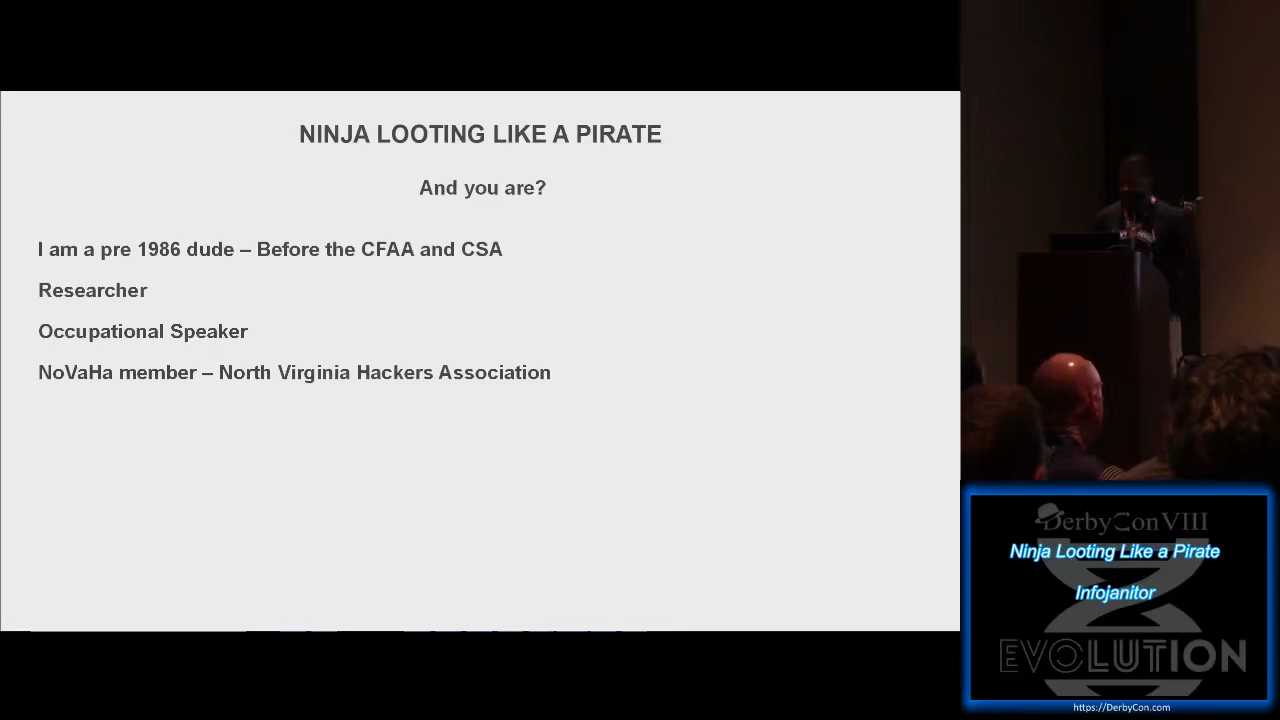 NINJA LOOTING LIKE A PIRATE
And you are?
I am a pre 1986 dude – Before the CFAA and CSA
Researcher
Occupational Speaker
NoVaHa member – North Virginia Hackers Association
DerbyCon VIII
Ninja Looting Like a Pirate
Infojanitor
EVOLUTION
https://DerbyCon.com